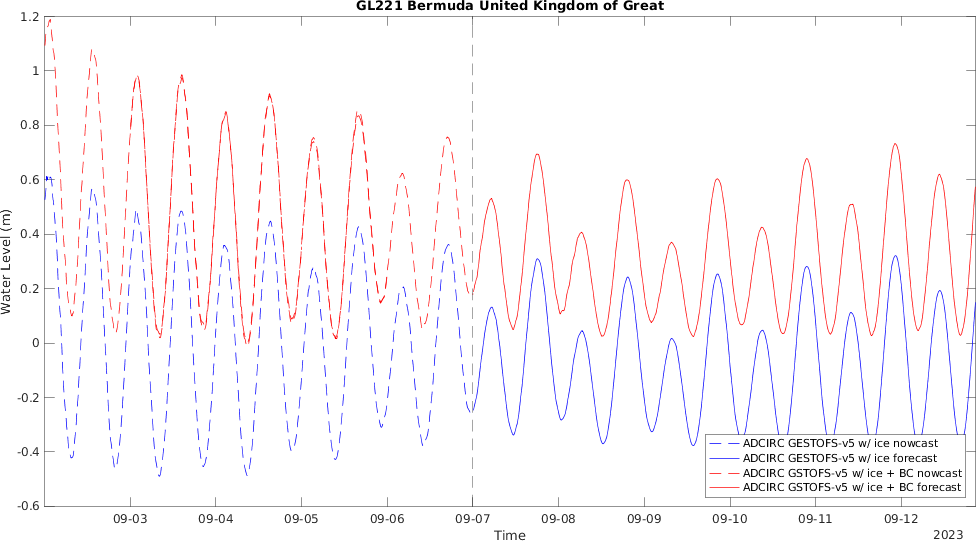 GL221 Bermuda United Kingdom of Great
1.2
1
0.8
0.6
0.4
0.2
0
-0.2
-0.4
-0.6
Water Level (m)
ADCIRC GESTOFS-v5 w/ ice nowcast
ADCIRC GESTOFS-v5 w/ ice forecast
ADCIRC GSTOFS-v5 w/ ice + BC nowcast
ADCIRC GSTOFS-v5 w/ ice + BC forecast
09-03 09-04 09-05 09-06 09-07 09-08 09-09 09-10 09-11 09-12
Time
2023